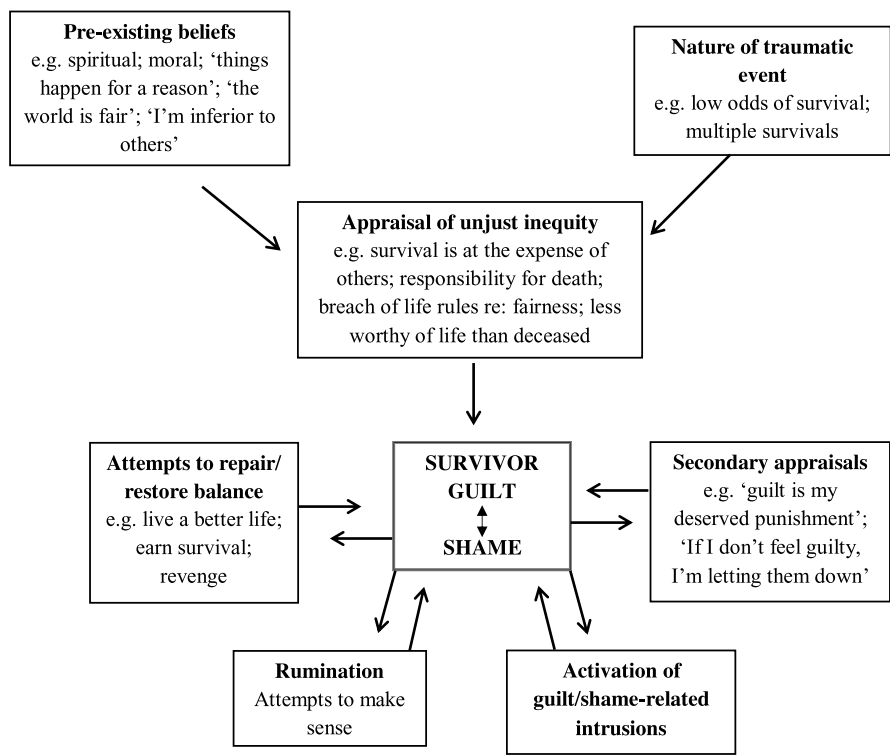 Pre-existing beliefs
e.g. spiritual; moral; ‘things
happen for a reason’; ‘the
world is fair’; ‘I’m inferior to
others’
Nature of traumatic
event
e.g. low odds of survival;
multiple survivals
Appraisal of unjust inequity
e.g. survival is at the expense of
others; responsibility for death;
breach of life rules re: fairness; less
worthy of life than deceased
Attempts to repair/
restore balance
e.g. live a better life;
earn survival;
revenge
SURVIVOR
GUILT
SHAME
Secondary appraisals
e.g. ‘guilt is my
deserved punishment’;
‘If I don’t feel guilty,
I’m letting them down’
Rumination
Attempts to make
sense
Activation of
guilt/shame-related
intrusions